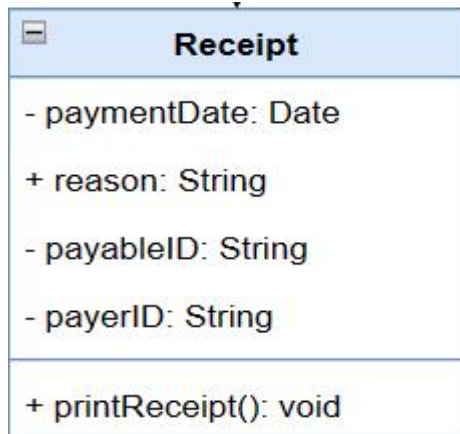 Receipt
- paymentDate: Date
+ reason: String
- payableID: String
- payerID: String
+ printReceipt(): void